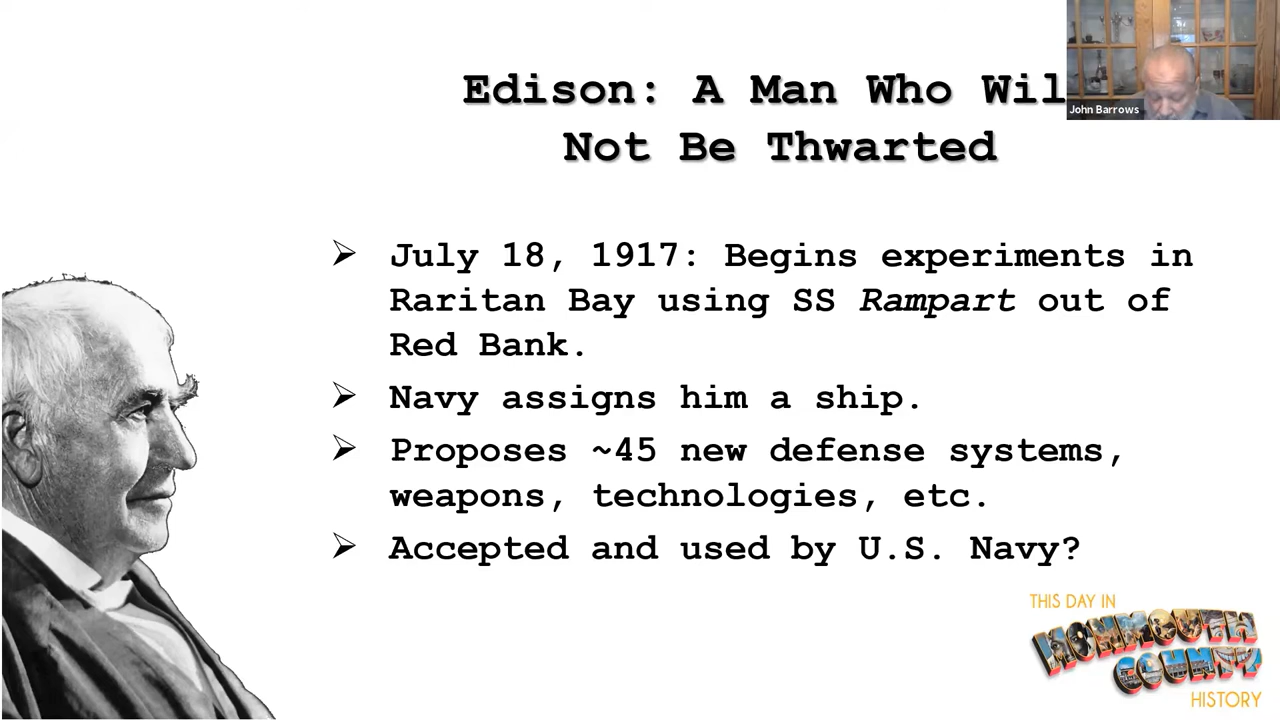 Edison: A Man Who Wil
Not Be Thwarted
John Barrows
July 18, 1917: Begins experiments in
Raritan Bay using SS Rampart out of
Red Bank.
Navy assigns him a ship.
Proposes ~45 new defense systems,
weapons, technologies, etc.
Accepted and used by U.S. Navy?
THIS DAY IN
MONMOUTH
COUNTY
HISTORY